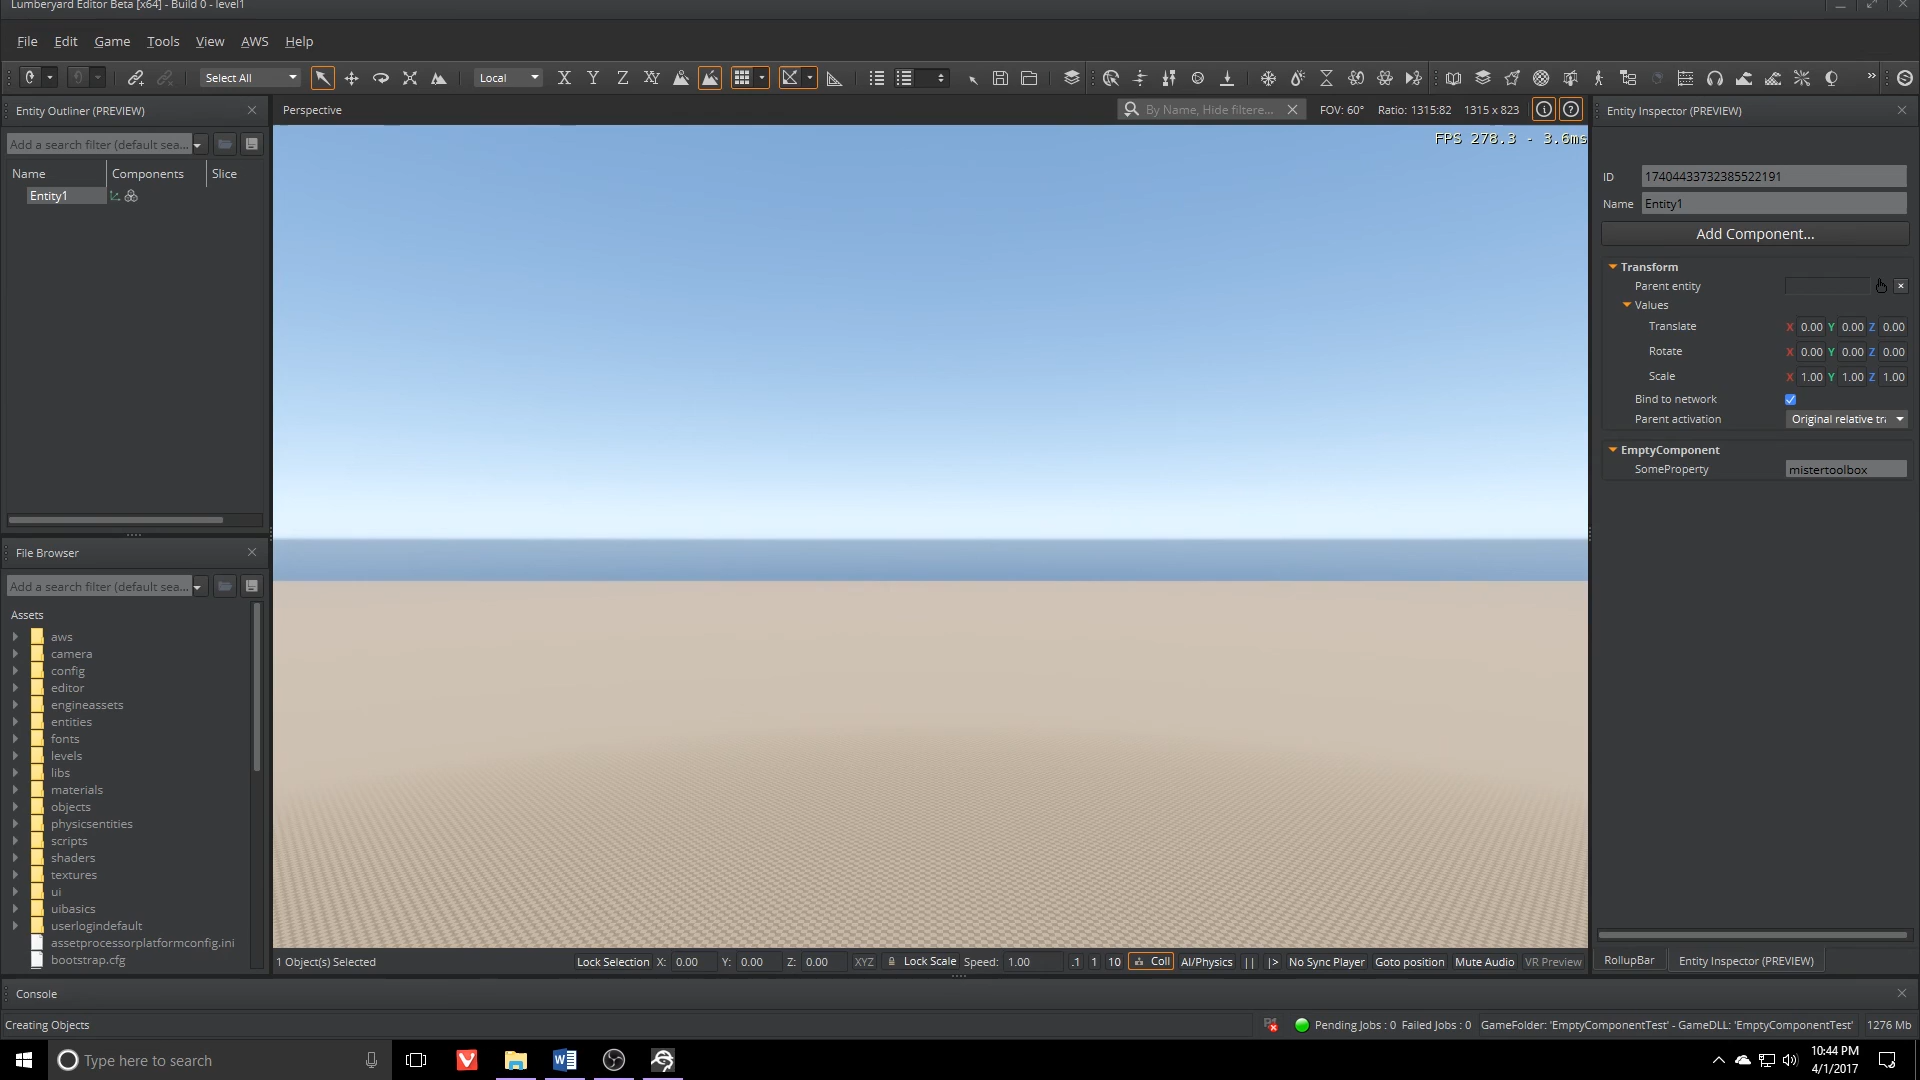 Lumberyard Editor Beta [x64] - Build 0 - level1
File Edit Game Tools View AWS Help
Select All
Local
X Y Z XY
»
Entity Outliner (PREVIEW)
Add a search filter (default sea...
Name Components Slice
Entity1
File Browser
Add a search filter (default sea...
Assets
aws
camera
config
editor
engineassets
entities
fonts
levels
libs
materials
objects
physicsentities
scripts
shaders
textures
ui
uibasics
userlogindefault
assetprocessorplatformconfig.ini
bootstrap.cfg
Perspective
By Name, Hide filtere...
FOV: 60° Ratio: 1315:82 1315 x 823
FPS 278.3 - 3.6ms
1 Object(s) Selected
Lock Selection X: 0.00 Y: 0.00 Z: 0.00 XYZ Lock Scale Speed: 1.00 .1 1 10 Coll AI/Physics || |> No Sync Player Goto position Mute Audio VR Preview
Entity Inspector (PREVIEW)
ID 17404433732385522191
Name Entity1
Add Component...
Transform
Parent entity
Values
Translate X 0.00 Y 0.00 Z 0.00
Rotate X 0.00 Y 0.00 Z 0.00
Scale X 1.00 Y 1.00 Z 1.00
Bind to network
Parent activation Original relative tra
EmptyComponent
SomeProperty mistertoolbox
RollupBar Entity Inspector (PREVIEW)
Console
Creating Objects
Pending Jobs : 0 Failed Jobs : 0 GameFolder: 'EmptyComponentTest' - GameDLL: 'EmptyComponentTest' 1276 Mb
Type here to search
10:44 PM
4/1/2017